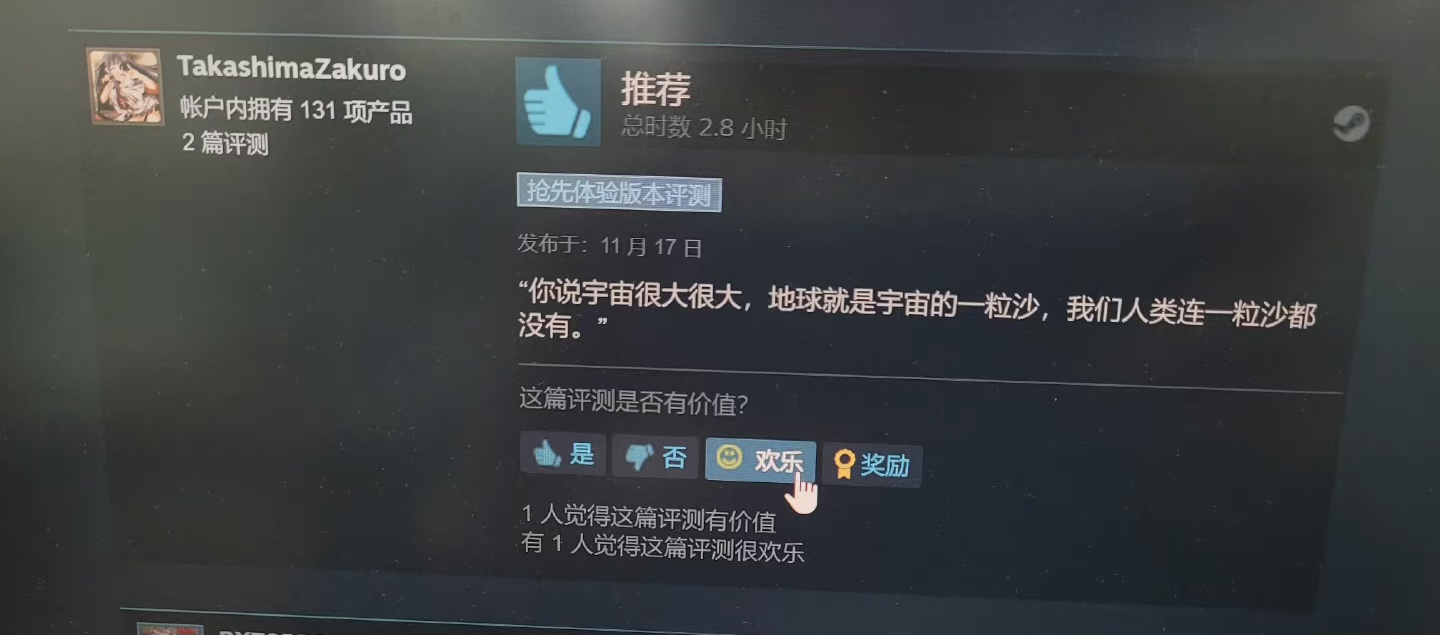 TakashimaZakuro
帐户内拥有 131 项产品
2 篇评测
推荐
总时数 2.8 小时
抢先体验版本评测
发布于：11 月 17 日
“你说宇宙很大很大，地球就是宇宙的一粒沙，我们人类连一粒沙都
没有。”
这篇评测是否有价值？
是 否 欢乐 奖励
1 人觉得这篇评测有价值
有 1 人觉得这篇评测很欢乐